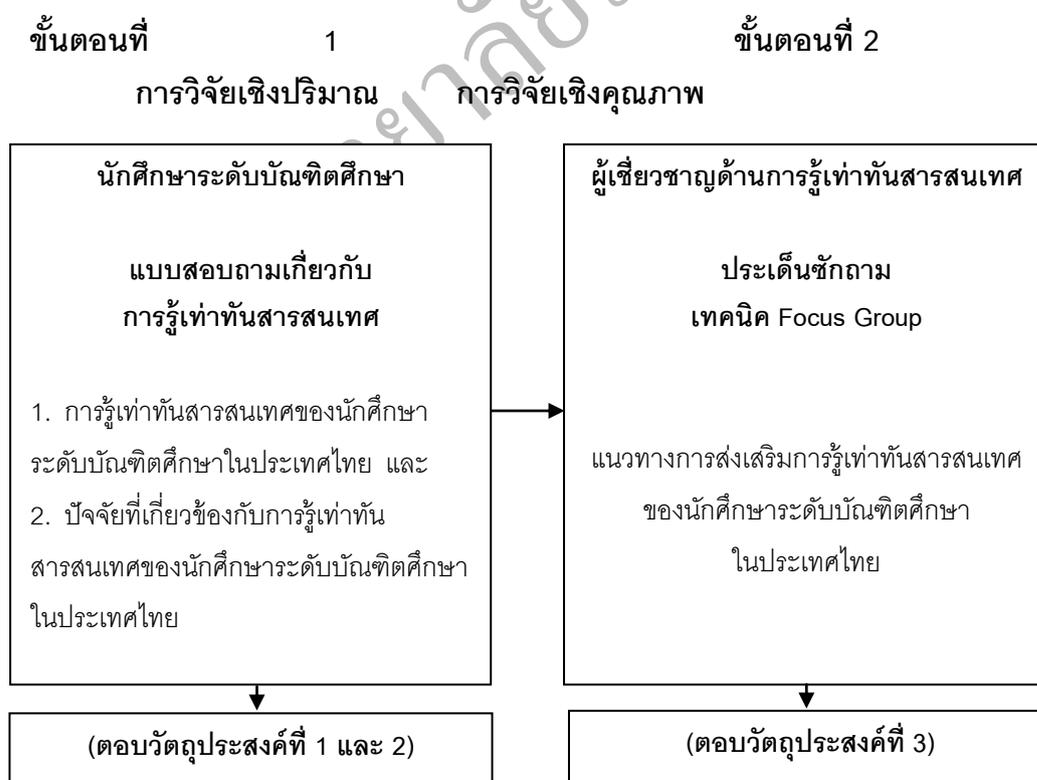 ขั้นตอนที่ 1 ขั้นตอนที่ 2
การวิจัยเชิงปริมาณ การวิจัยเชิงคุณภาพ
นักศึกษาระดับบัณฑิตศึกษา
แบบสอบถามเกี่ยวกับ
การรู้เท่าทันสารสนเทศ
1. การรู้เท่าทันสารสนเทศของนักศึกษา
ระดับบัณฑิตศึกษาในประเทศไทย และ
2. ปัจจัยที่เกี่ยวข้องกับการรู้เท่าทัน
สารสนเทศของนักศึกษาระดับบัณฑิตศึกษา
ในประเทศไทย
(ตอบวัตถุประสงค์ที่ 1 และ 2)
ผู้เชี่ยวชาญด้านการรู้เท่าทันสารสนเทศ
ประเด็นซักถาม
เทคนิค Focus Group
แนวทางการส่งเสริมการรู้เท่าทันสารสนเทศ
ของนักศึกษาระดับบัณฑิตศึกษา
ในประเทศไทย
(ตอบวัตถุประสงค์ที่ 3)